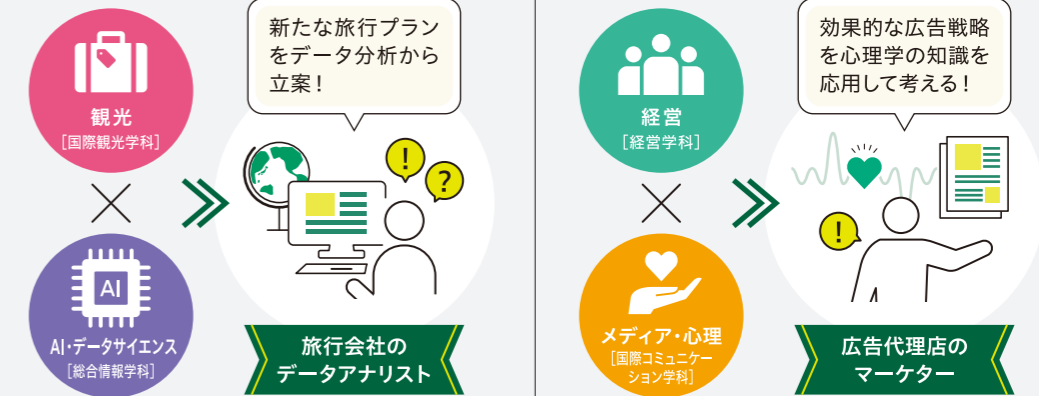 観光
[国際観光学科]
AI
AI・データサイエンス
[総合情報学科]
新たな旅行プラン
をデータ分析から
立案!
!
?
旅行会社の
データアナリスト
経営
[経営学科]
メディア・心理
[国際コミュニケー
ション学科]
効果的な広告戦略
を心理学の知識を
応用して考える!
!
広告代理店の
マーケター